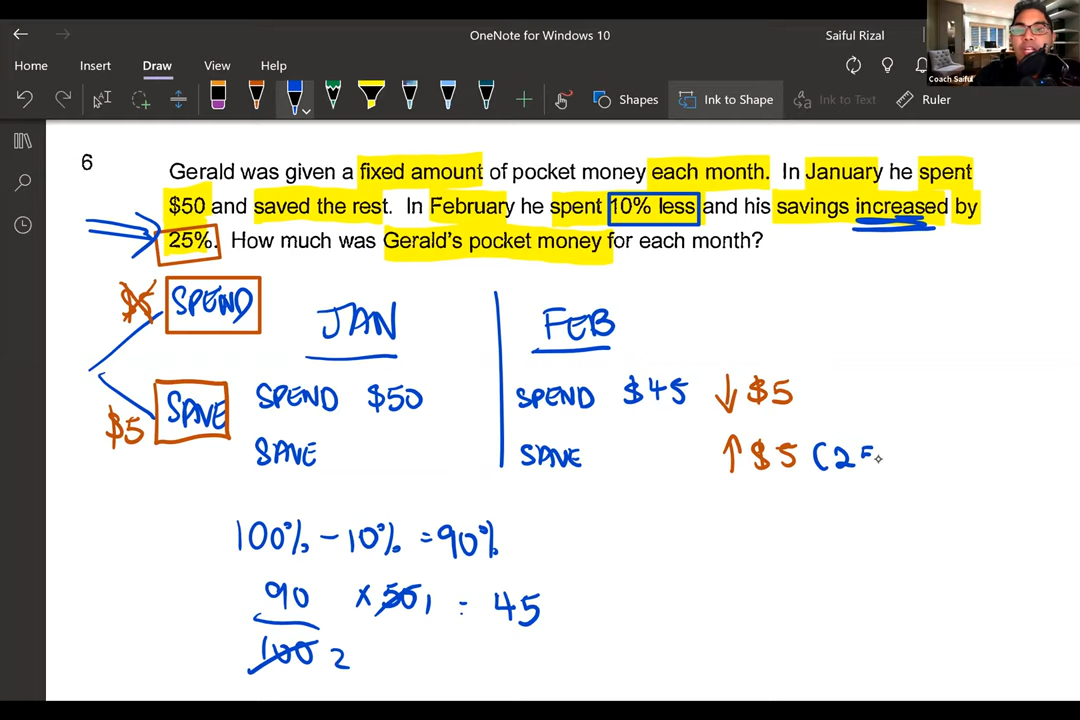 OneNote for Windows 10
Saiful Rizal
Coach Saiful
Home Insert Draw View Help
Shapes Ink to Shape Ink to Text Ruler
6 Gerald was given a fixed amount of pocket money each month. In January he spent
$50 and saved the rest. In February he spent 10% less and his savings increased by
25%. How much was Gerald's pocket money for each month?
$5 SPEND
SAVE
$5
JAN
SPEND $50
SAVE
FEB
SPEND $45 ↓ $5
SAVE ↑ $5 (25
100% - 10% = 90%
90 × 50 1 = 45
100 2